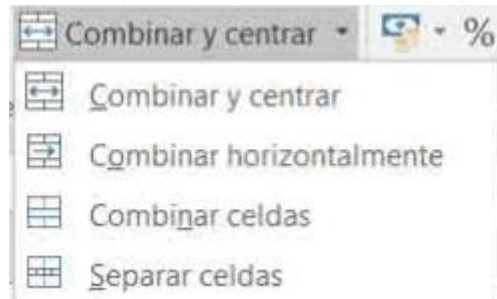 Combinar y centrar %
Combinar y centrar
Combinar horizontalmente
Combinar celdas
Separar celdas